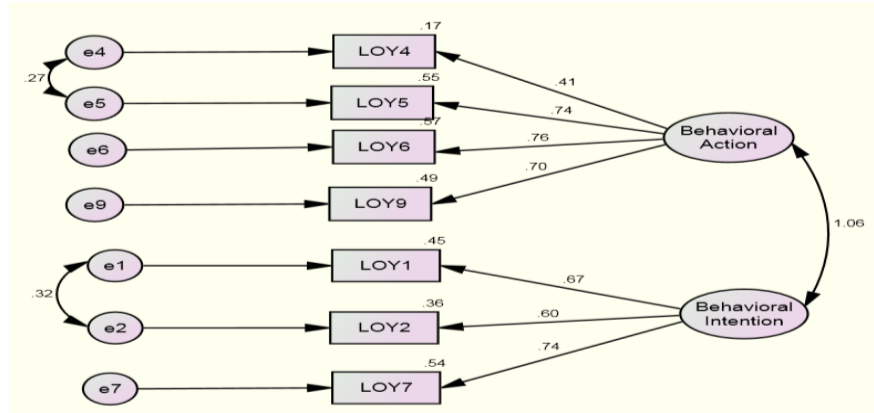 .17
e4
LOY4
.41
.27
.55
e5
LOY5
.74
.57
e6
LOY6
.76
Behavioral
Action
.70
.49
e9
LOY9
1.06
.45
e1
LOY1
.67
.32
.36
e2
LOY2
.60
Behavioral
Intention
.74
.54
e7
LOY7